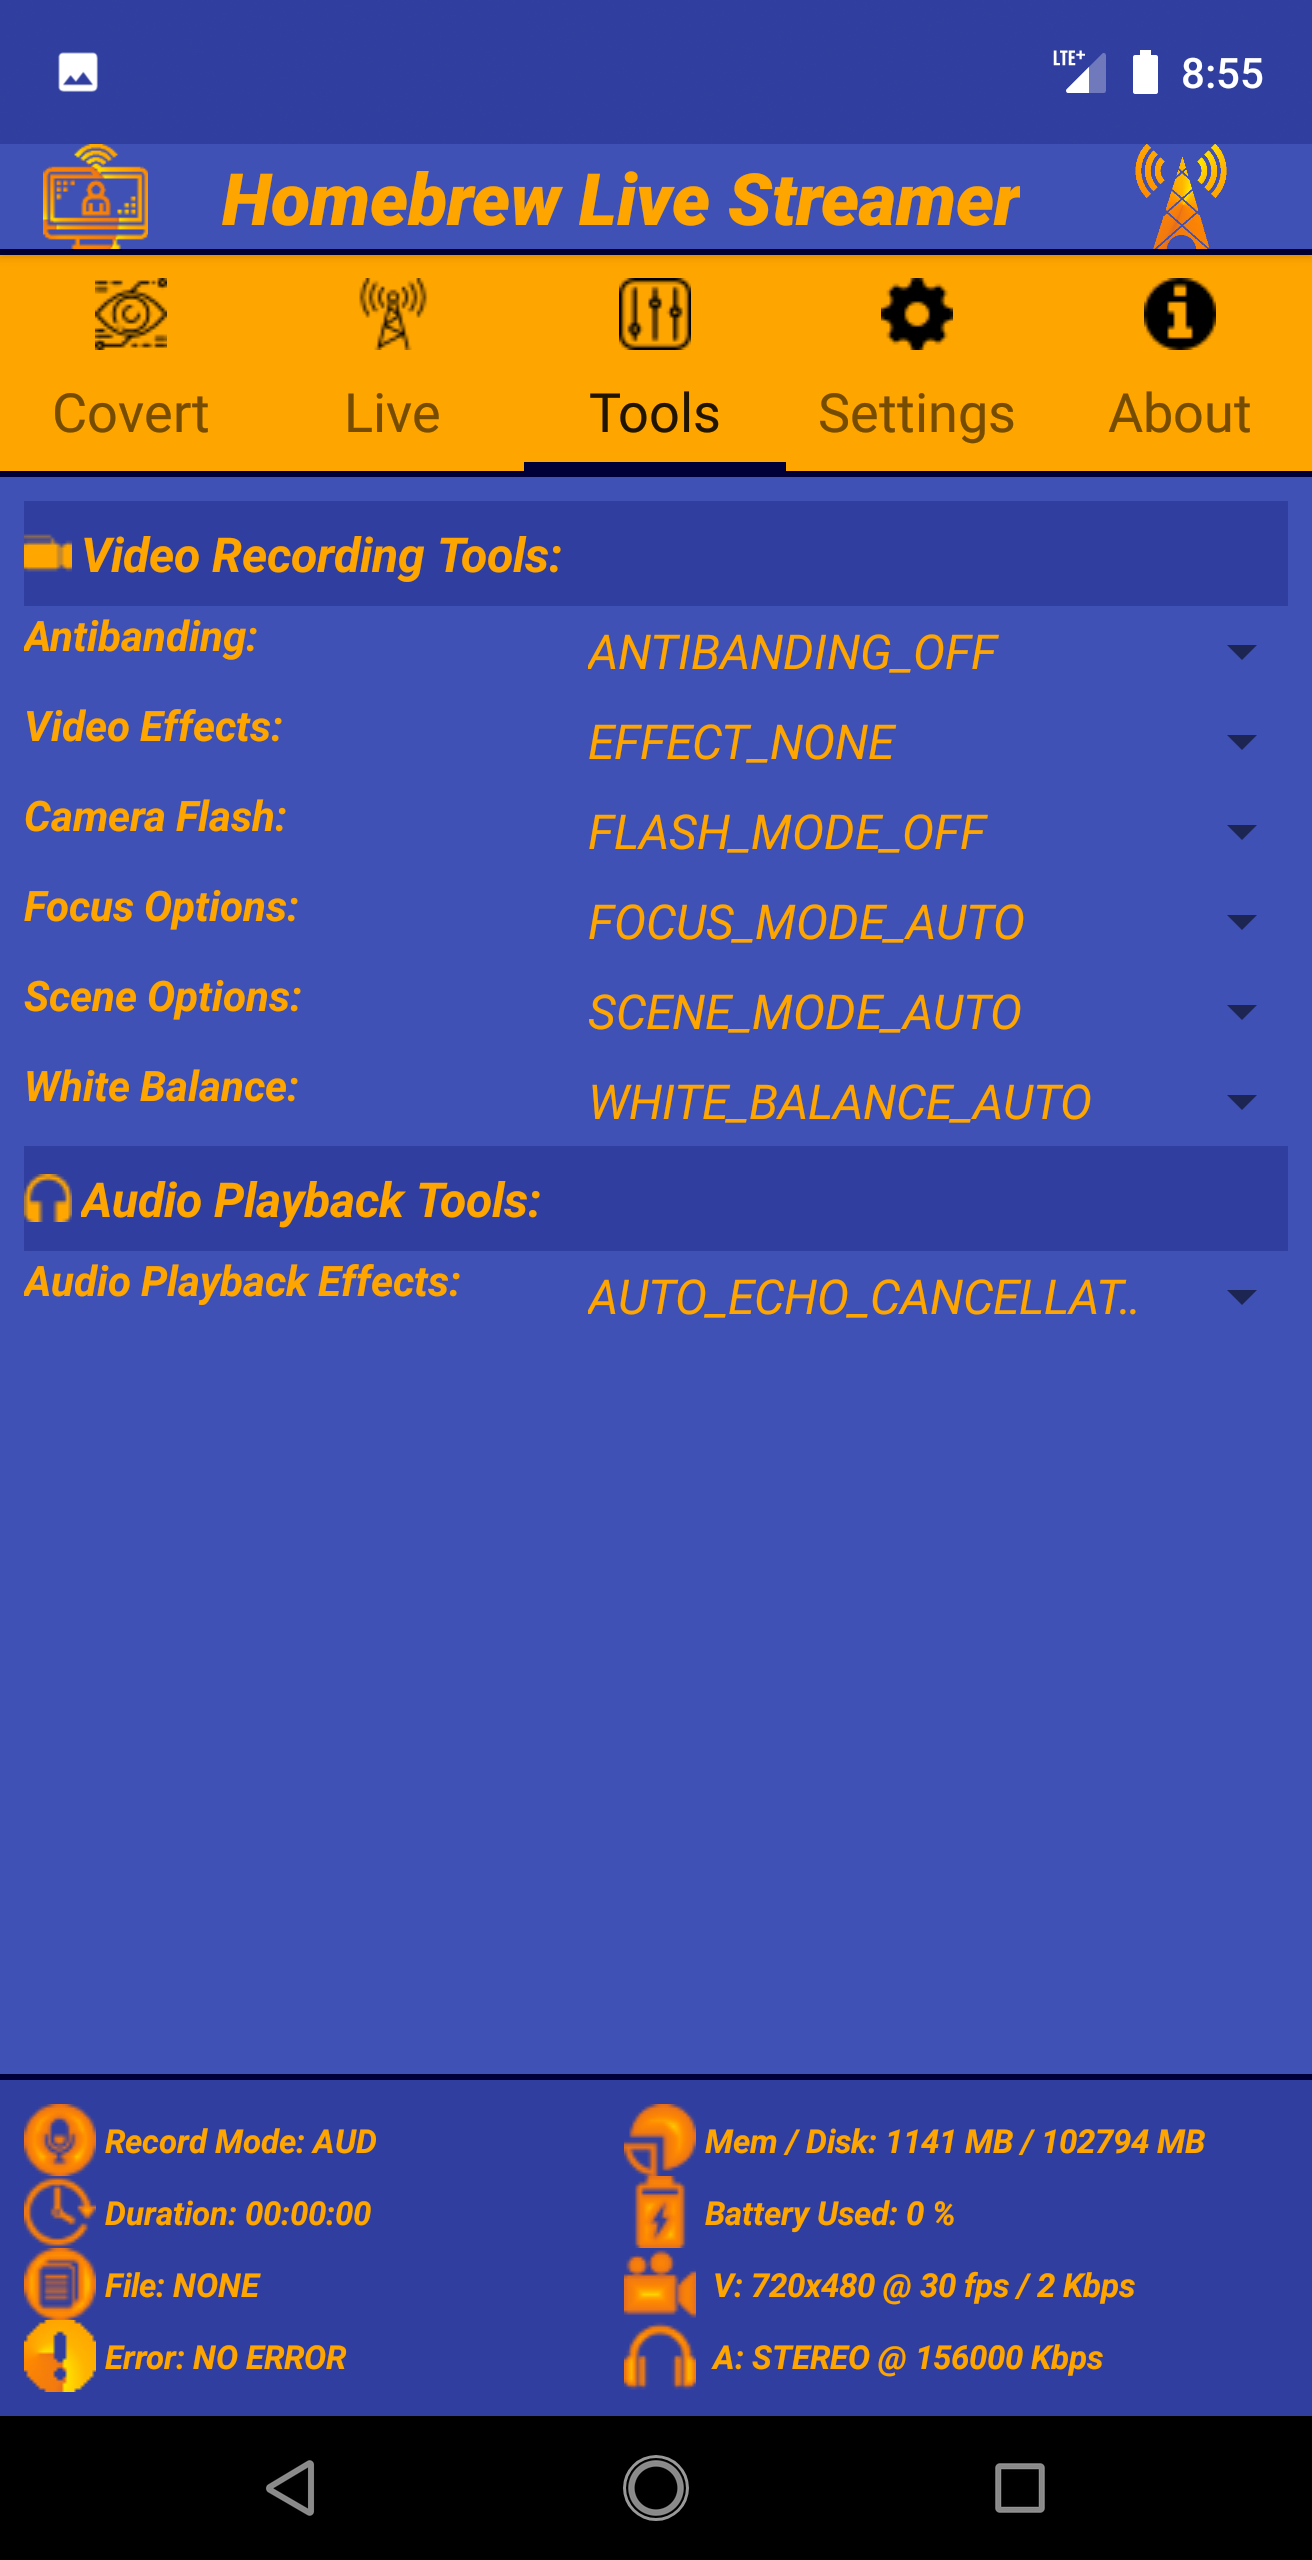 LTE+ 8:55
Homebrew Live Streamer
Covert Live Tools Settings About
Video Recording Tools:
Antibanding: ANTIBANDING_OFF
Video Effects: EFFECT_NONE
Camera Flash: FLASH_MODE_OFF
Focus Options: FOCUS_MODE_AUTO
Scene Options: SCENE_MODE_AUTO
White Balance: WHITE_BALANCE_AUTO
Audio Playback Tools:
Audio Playback Effects: AUTO_ECHO_CANCELLAT..
Record Mode: AUD Mem / Disk: 1141 MB / 102794 MB
Duration: 00:00:00 Battery Used: 0 %
File: NONE V: 720x480 @ 30 fps / 2 Kbps
Error: NO ERROR A: STEREO @ 156000 Kbps